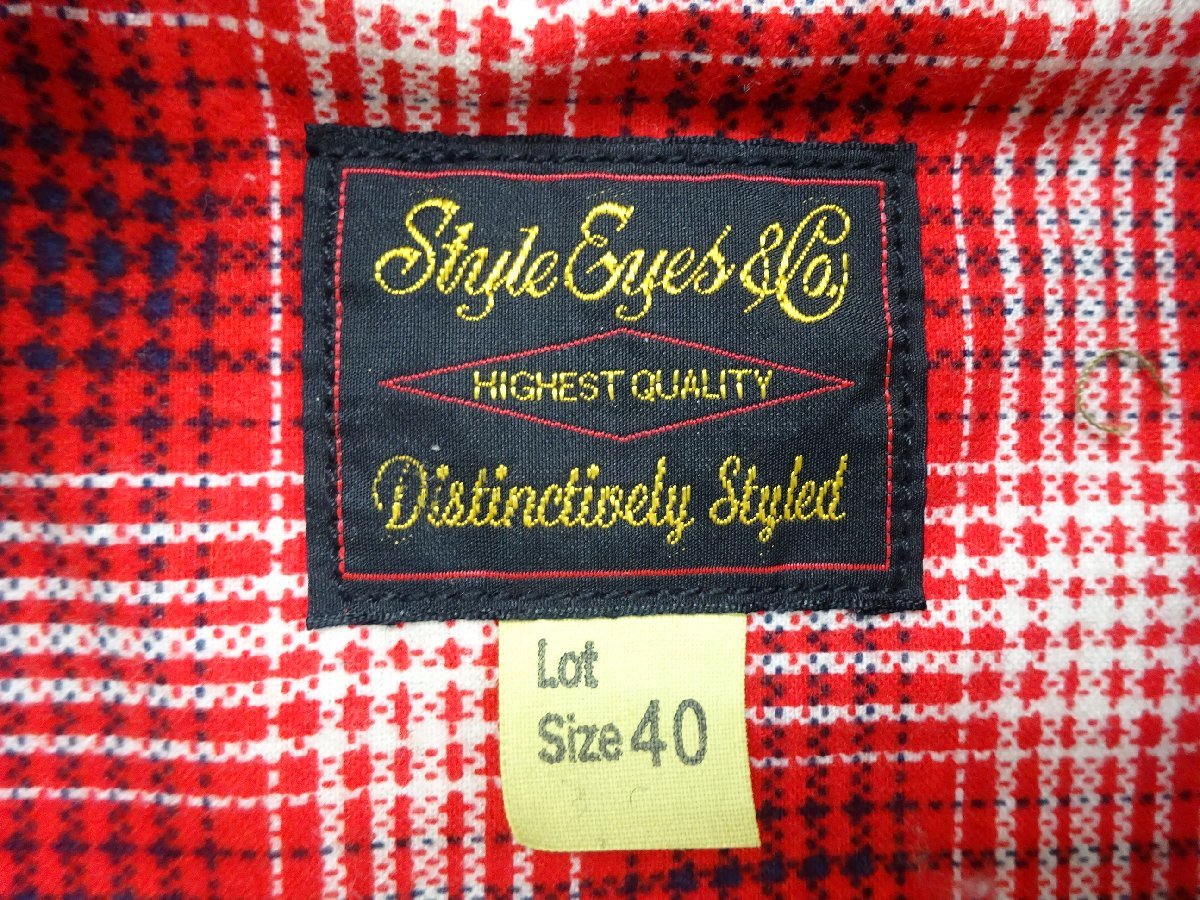 Style Eyes & Co.
HIGHEST QUALITY
Distinctively Styled
Lot
Size 40